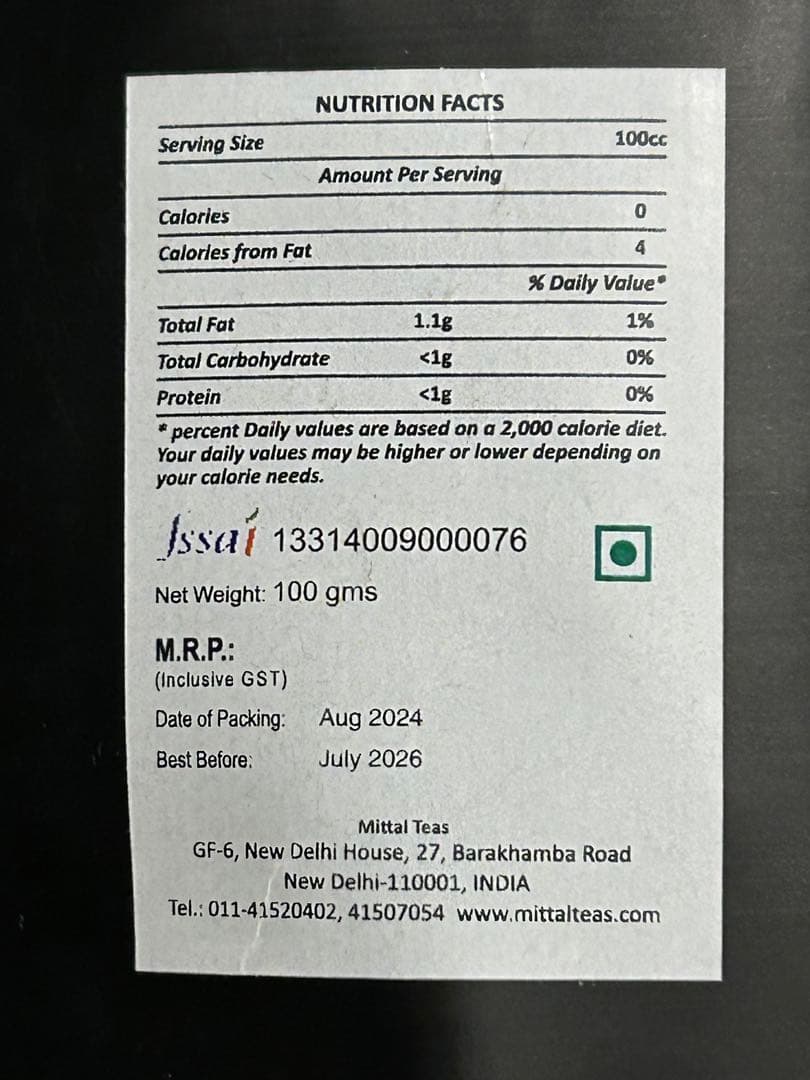 NUTRITION FACTS
Serving Size 100cc
Amount Per Serving
Calories 0
Calories from Fat 4
% Daily Value*
Total Fat 1.1g 1%
Total Carbohydrate <1g 0%
Protein <1g 0%
* percent Daily values are based on a 2,000 calorie diet.
Your daily values may be higher or lower depending on
your calorie needs.
fssai 13314009000076
Net Weight: 100 gms
M.R.P.:
(Inclusive GST)
Date of Packing: Aug 2024
Best Before: July 2026
Mittal Teas
GF-6, New Delhi House, 27, Barakhamba Road
New Delhi-110001, INDIA
Tel.: 011-41520402, 41507054 www.mittalteas.com